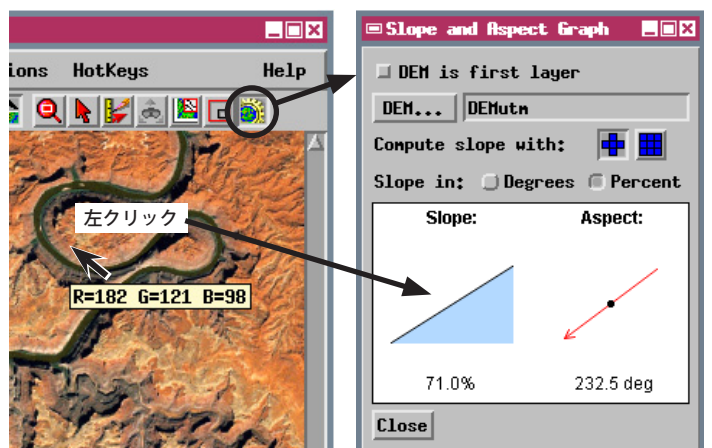 ions HotKeys Help
左クリック
R=182 G=121 B=98
Slope and Aspect Graph
DEM is first layer
DEM... DEMutm
Compute slope with:
Slope in: Degrees Percent
Slope: Aspect:
71.0% 232.5 deg
Close